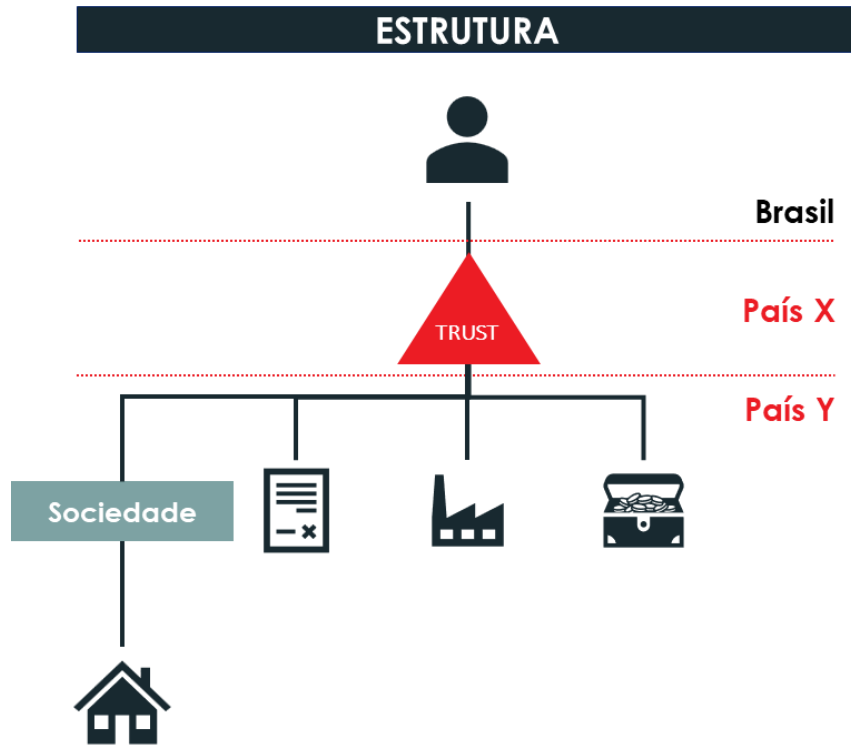 ESTRUTURA
Brasil
País X
TRUST
País Y
Sociedade